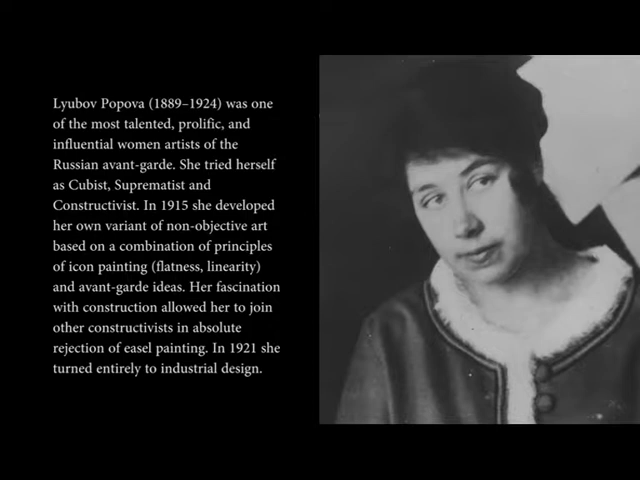 Lyubov Popova (1889–1924) was one
of the most talented, prolific, and
influential women artists of the
Russian avant-garde. She tried herself
as Cubist, Suprematist and
Constructivist. In 1915 she developed
her own variant of non-objective art
based on a combination of principles
of icon painting (flatness, linearity)
and avant-garde ideas. Her fascination
with construction allowed her to join
other constructivists in absolute
rejection of easel painting. In 1921 she
turned entirely to industrial design.